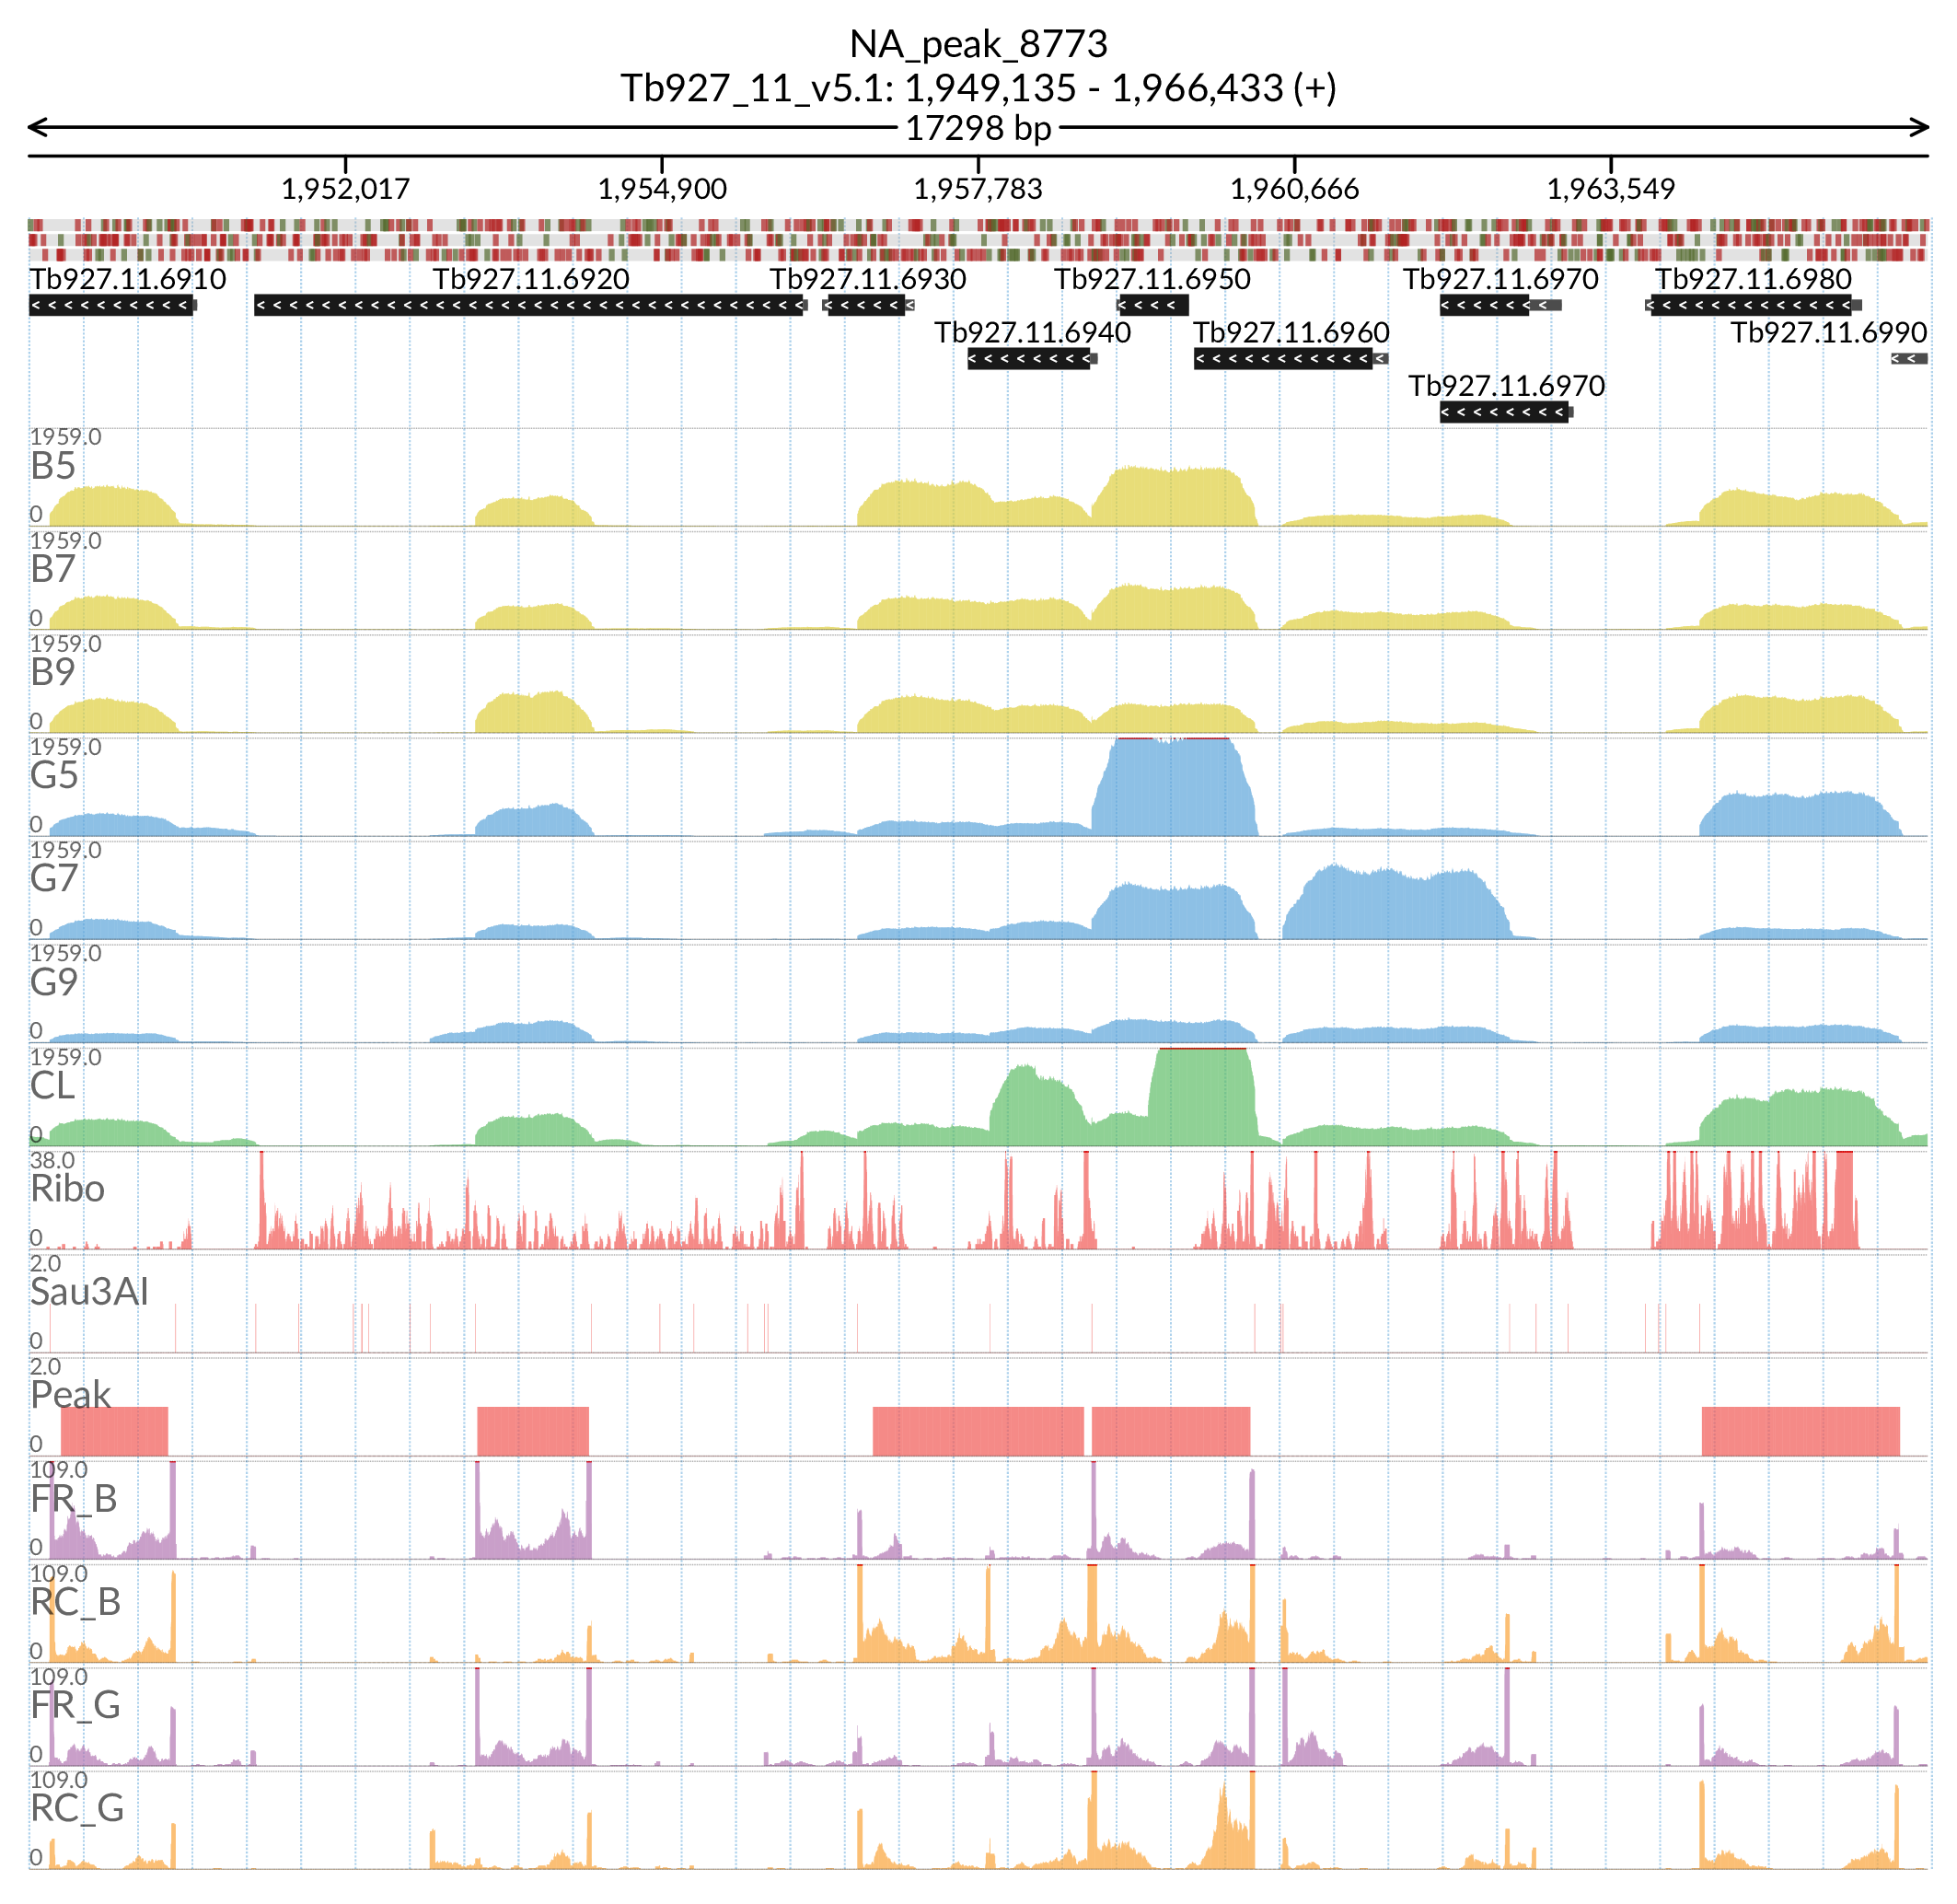 NA_peak_8773
Tb927_11_v5.1: 1,949,135 - 1,966,433 (+)
17298 bp
1,952,017 1,954,900 1,957,783 1,960,666 1,963,549
Tb927.11.6910 Tb927.11.6920 Tb927.11.6930 Tb927.11.6950 Tb927.11.6970 Tb927.11.6980
Tb927.11.6940 Tb927.11.6960 Tb927.11.6990
Tb927.11.6970
1959.0
B5
0
1959.0
B7
0
1959.0
B9
0
1959.0
G5
0
1959.0
G7
0
1959.0
G9
0
1959.0
CL
0
38.0
Ribo
0
2.0
Sau3AI
0
2.0
Peak
0
109.0
FR_B
0
109.0
RC_B
0
109.0
FR_G
0
109.0
RC_G
0